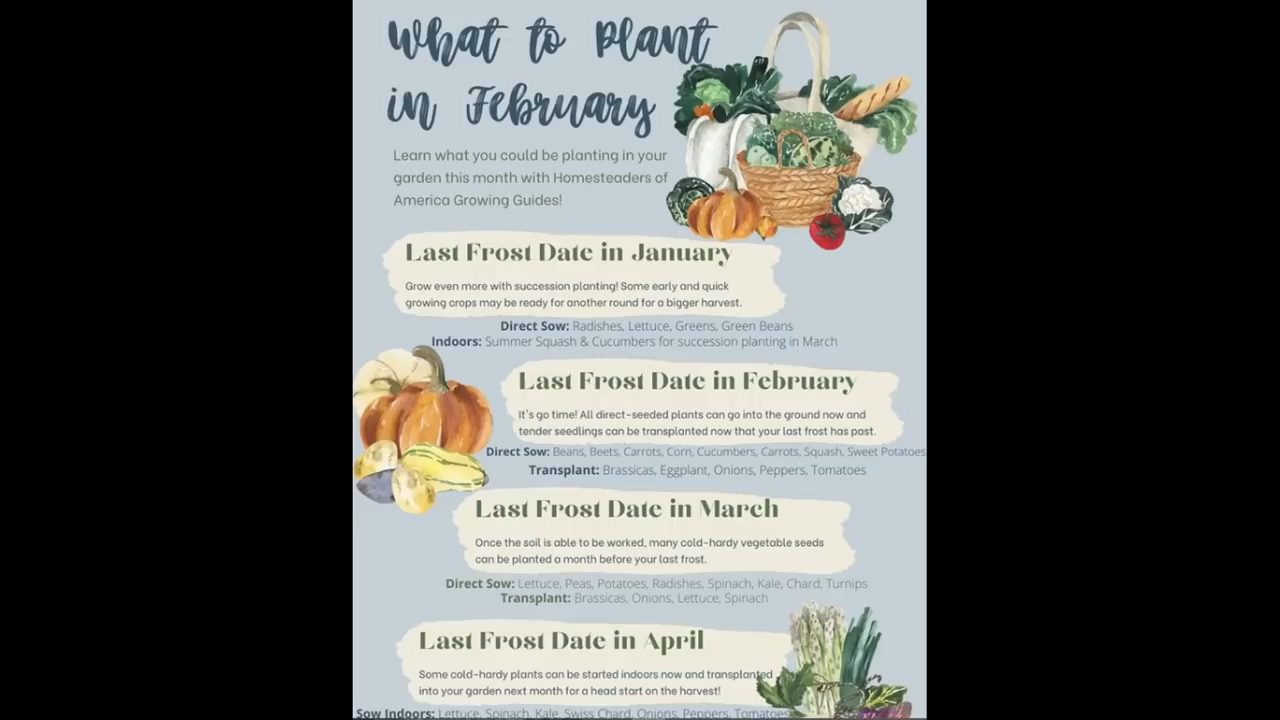 What to Plant
in February
Learn what you could be planting in your
garden this month with Homesteaders of
America Growing Guides!
Last Frost Date in January
Grow even more with succession planting! Some early and quick
growing crops may be ready for another round for a bigger harvest.
Direct Sow: Radishes, Lettuce, Greens, Green Beans
Indoors: Summer Squash & Cucumbers for succession planting in March
Last Frost Date in February
It's go time! All direct-seeded plants can go into the ground now and
tender seedlings can be transplanted now that your last frost has past.
Direct Sow: Beans, Beets, Carrots, Corn, Cucumbers, Carrots, Squash, Sweet Potatoes
Transplant: Brassicas, Eggplant, Onions, Peppers, Tomatoes
Last Frost Date in March
Once the soil is able to be worked, many cold-hardy vegetable seeds
can be planted a month before your last frost.
Direct Sow: Lettuce, Peas, Potatoes, Radishes, Spinach, Kale, Chard, Turnips
Transplant: Brassicas, Onions, Lettuce, Spinach
Last Frost Date in April
Some cold-hardy plants can be started indoors now and transplanted
into your garden next month for a head start on the harvest!
Sow Indoors: Lettuce, Spinach, Kale, Swiss Chard, Onions, Peppers, Tomatoes